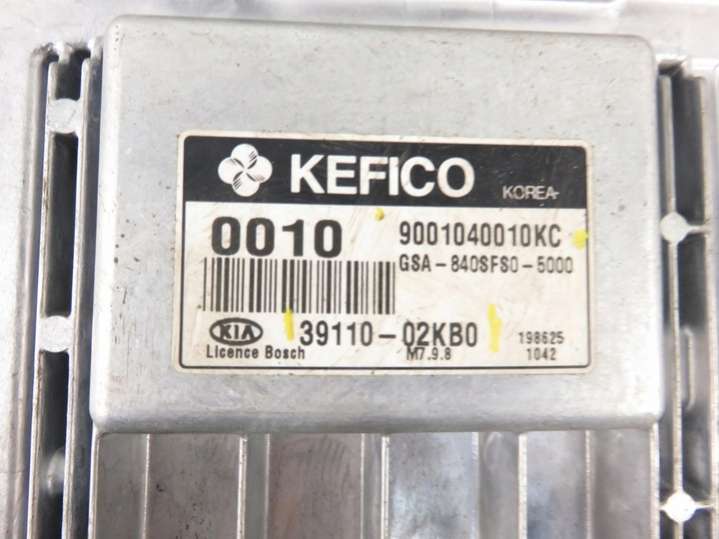 KEFICO
KOREA
0010
9001040010KC
GSA-840SFS0-5000
KIA
39110-02KB0
198625
Licence Bosch
M7.9.8
1042